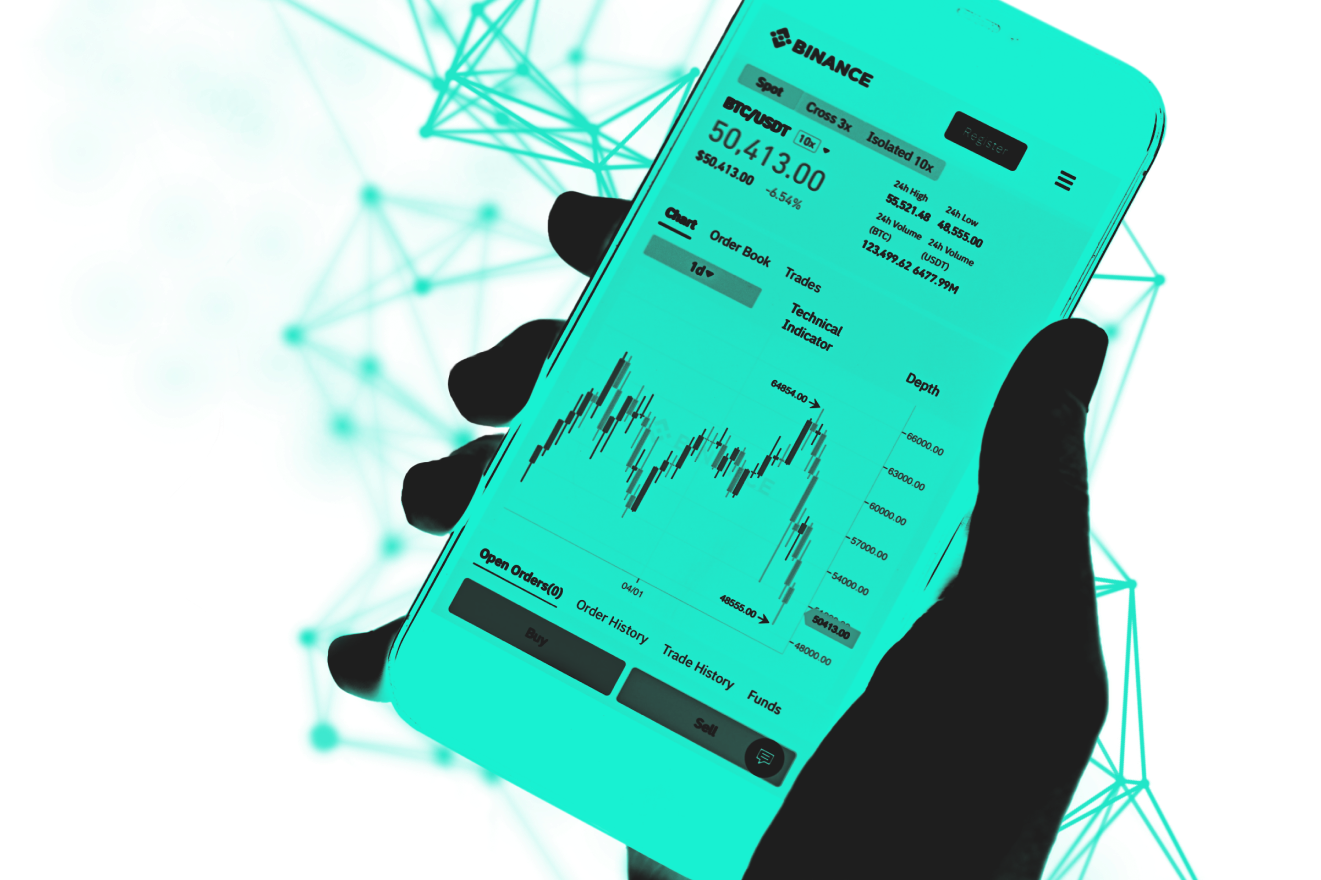 BINANCE
Spot Cross 3x Isolated 10x
Register
BTC/USDT 10x
50,413.00
$50,413.00 -6.54%
24h High 24h Low
55,521.48 48,555.00
24h Volume 24h Volume
(BTC) (USDT)
123,499.62 6477.99M
Chart Order Book Trades
1d
Technical
Indicator
Depth
64854.00
66000.00
63000.00
60000.00
57000.00
54000.00
50413.00
48000.00
48555.00
04/01
Open Orders(0) Order History Trade History Funds
Buy Sell